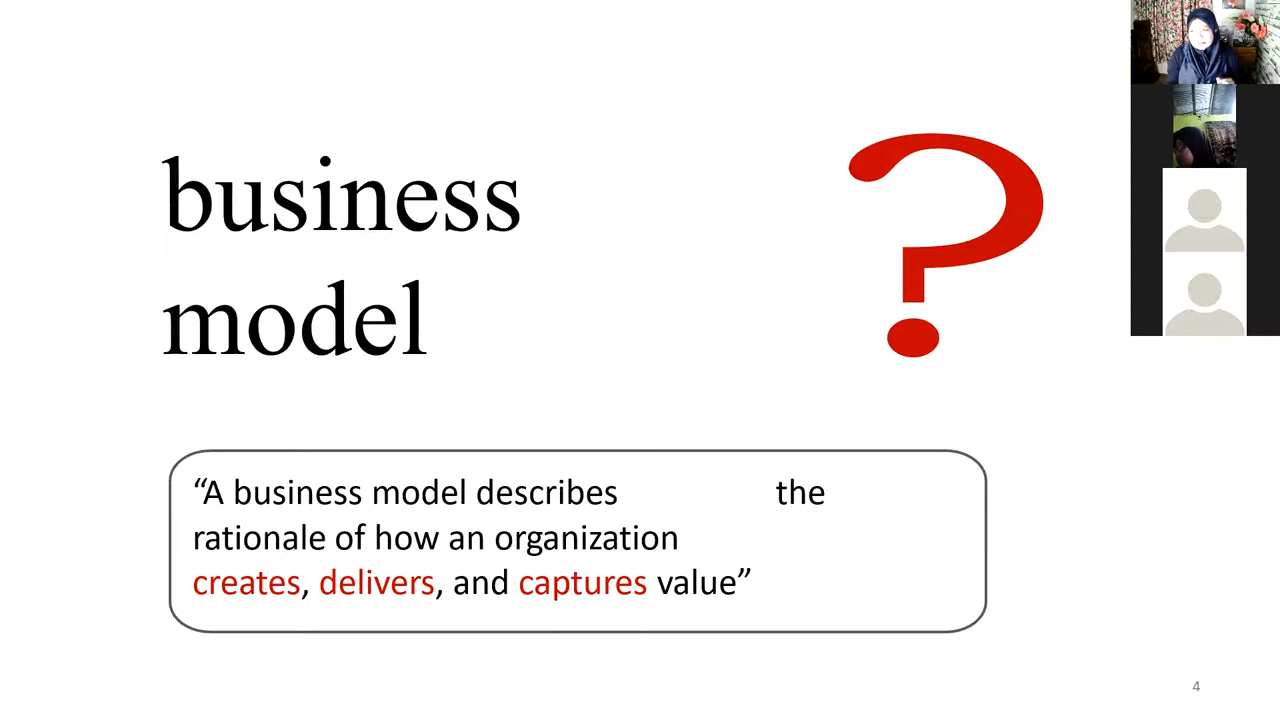 business
model
?
“A business model describes the
rationale of how an organization
creates, delivers, and captures value”
4